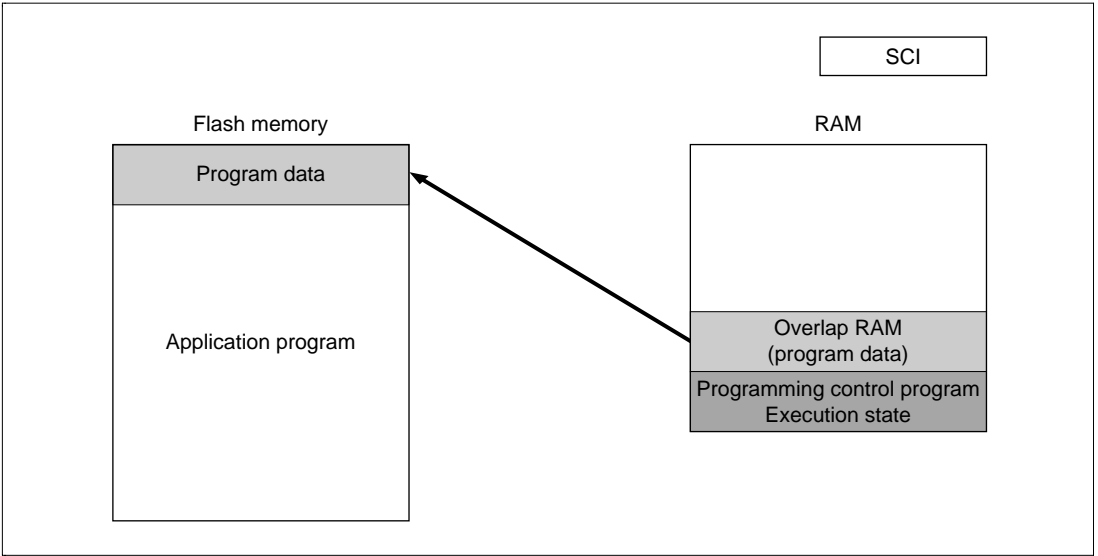 SCI
Flash memory
RAM
Program data
Application program
Overlap RAM
(program data)
Programming control program
Execution state